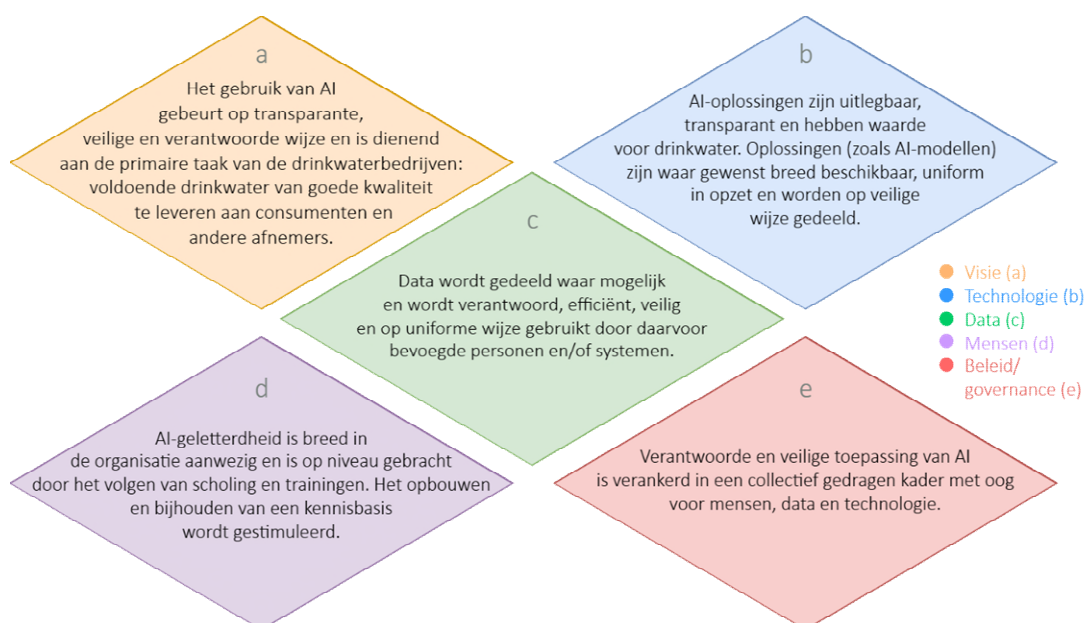 a
Het gebruik van AI
gebeurt op transparante,
veilige en verantwoorde wijze en is dienend
aan de primaire taak van de drinkwaterbedrijven:
voldoende drinkwater van goede kwaliteit
te leveren aan consumenten en
andere afnemers.
b
AI-oplossingen zijn uitlegbaar,
transparant en hebben waarde
voor drinkwater. Oplossingen (zoals AI-modellen)
zijn waar gewenst breed beschikbaar, uniform
in opzet en worden op veilige
wijze gedeeld.
c
Data wordt gedeeld waar mogelijk
en wordt verantwoord, efficiënt, veilig
en op uniforme wijze gebruikt door daarvoor
bevoegde personen en/of systemen.
Visie (a)
Technologie (b)
Data (c)
Mensen (d)
Beleid/
governance (e)
d
AI-geletterdheid is breed in
de organisatie aanwezig en is op niveau gebracht
door het volgen van scholing en trainingen. Het opbouwen
en bijhouden van een kennisbasis
wordt gestimuleerd.
e
Verantwoorde en veilige toepassing van AI
is verankerd in een collectief gedragen kader met oog
voor mensen, data en technologie.